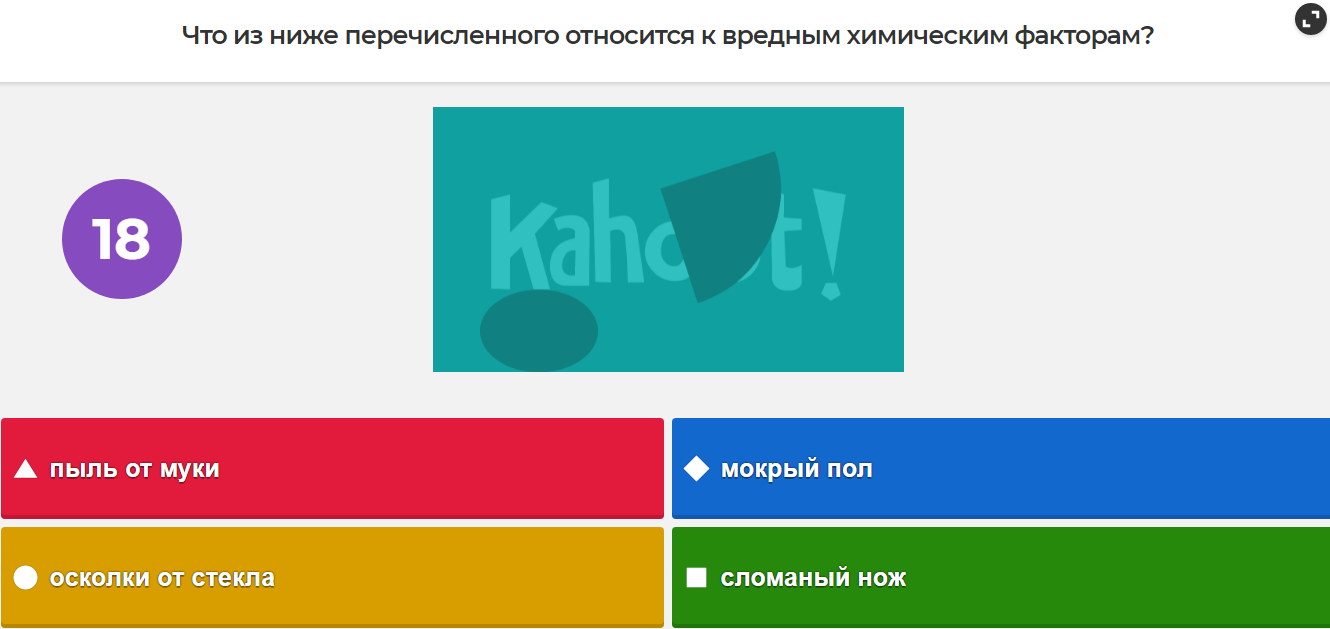 Что из ниже перечисленного относится к вредным химическим факторам?
18
Kahoot!
пыль от муки
мокрый пол
осколки от стекла
сломаный нож